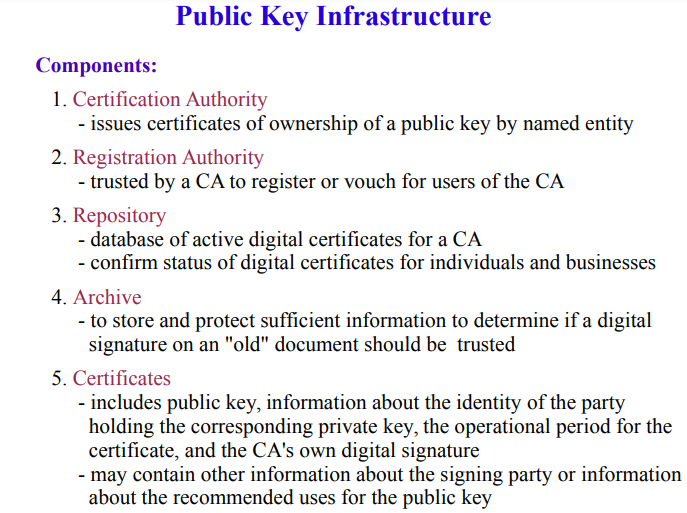 Public Key Infrastructure
Components:
1. Certification Authority
- issues certificates of ownership of a public key by named entity
2. Registration Authority
- trusted by a CA to register or vouch for users of the CA
3. Repository
- database of active digital certificates for a CA
- confirm status of digital certificates for individuals and businesses
4. Archive
- to store and protect sufficient information to determine if a digital
signature on an "old" document should be trusted
5. Certificates
- includes public key, information about the identity of the party
holding the corresponding private key, the operational period for the
certificate, and the CA's own digital signature
- may contain other information about the signing party or information
about the recommended uses for the public key